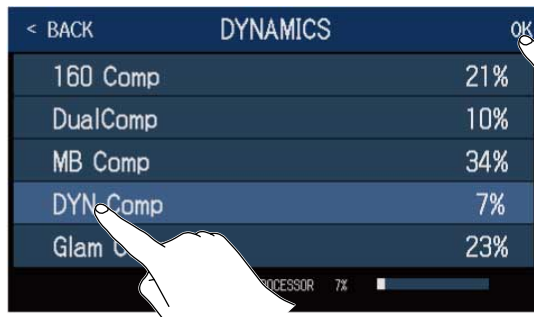 < BACK DYNAMICS OK
160 Comp 21%
DualComp 10%
MB Comp 34%
DYN Comp 7%
Glam 23%
7%